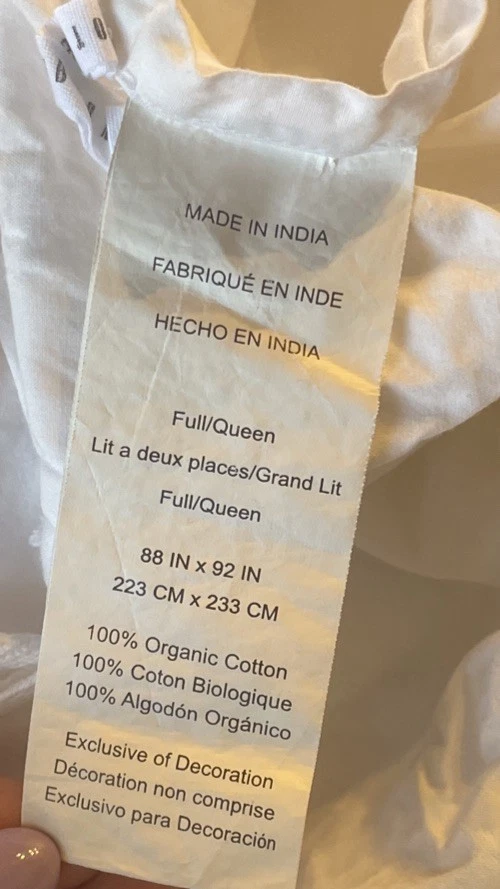 MADE IN INDIA
FABRIQUÉ EN INDE
HECHO EN INDIA
Full/Queen
Lit a deux places/Grand Lit
Full/Queen
88 IN x 92 IN
223 CM x 233 CM
100% Organic Cotton
100% Coton Biologique
100% Algodón Orgánico
Exclusive of Decoration
Décoration non comprise
Exclusivo para Decoración